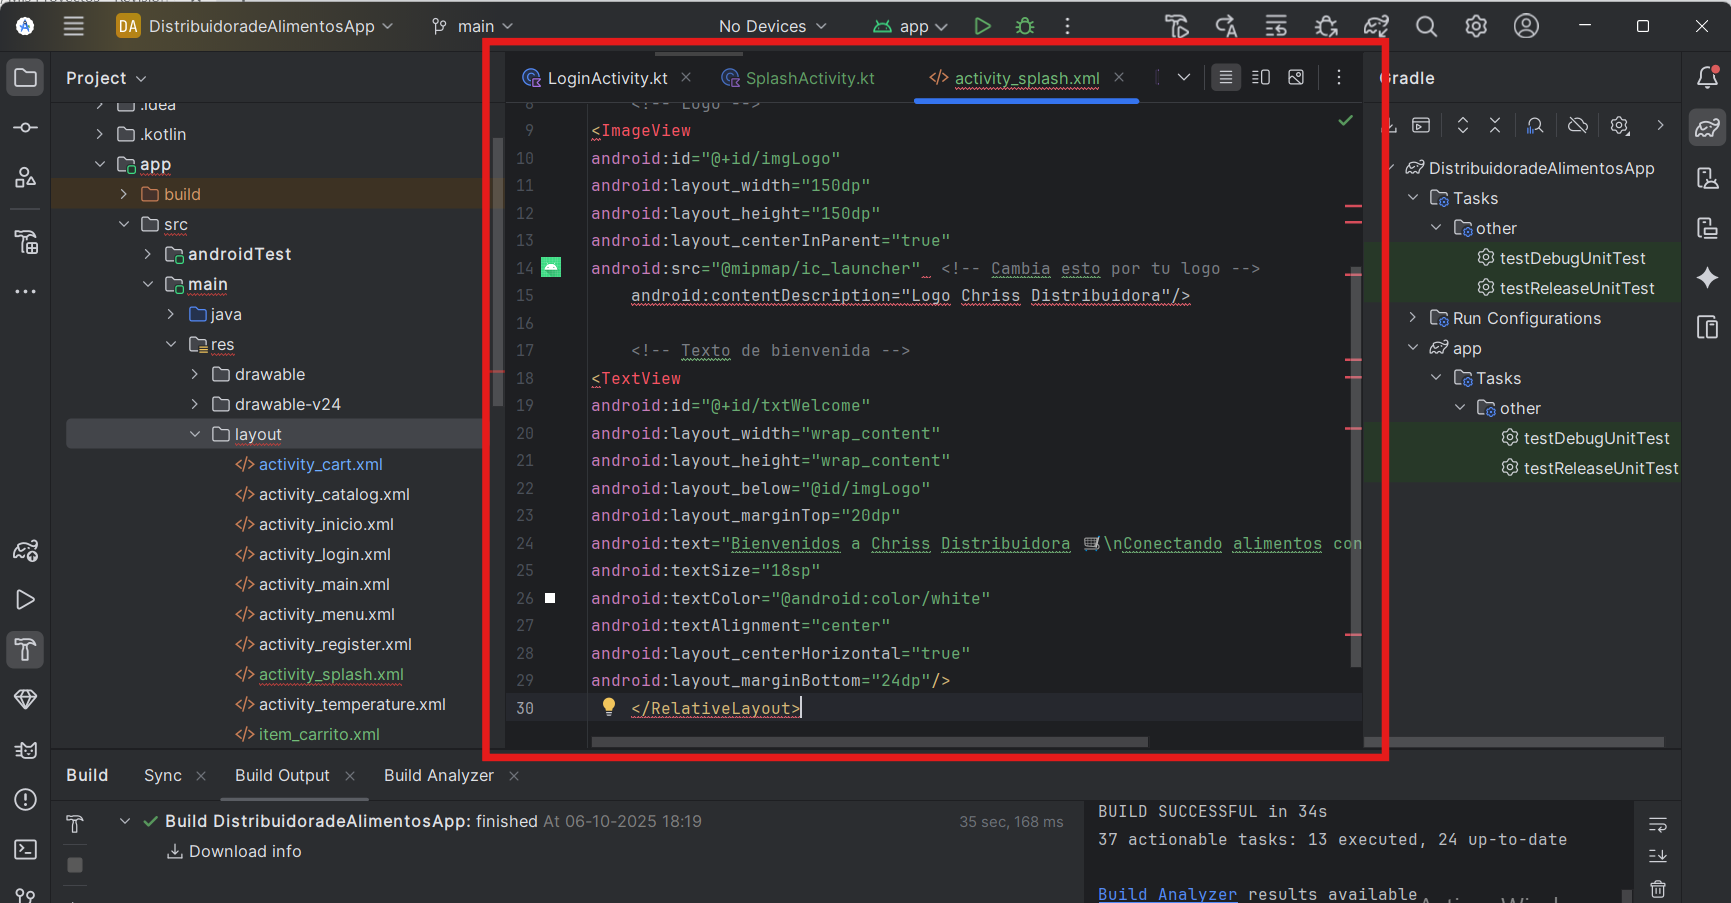 DA DistribuidoradeAlimentosApp main No Devices app
Project
.idea
.kotlin
app
build
src
androidTest
main
java
res
drawable
drawable-v24
layout
activity_cart.xml
activity_catalog.xml
activity_inicio.xml
activity_login.xml
activity_main.xml
activity_menu.xml
activity_register.xml
activity_splash.xml
activity_temperature.xml
item_carrito.xml
LoginActivity.kt SplashActivity.kt activity_splash.xml
8 <!-- Logo -->
9 <ImageView
10 android:id="@+id/imgLogo"
11 android:layout_width="150dp"
12 android:layout_height="150dp"
13 android:layout_centerInParent="true"
14 android:src="@mipmap/ic_launcher" <!-- Cambia esto por tu logo -->
15 android:contentDescription="Logo Chriss Distribuidora"/>
16
17 <!-- Texto de bienvenida -->
18 <TextView
19 android:id="@+id/txtWelcome"
20 android:layout_width="wrap_content"
21 android:layout_height="wrap_content"
22 android:layout_below="@id/imgLogo"
23 android:layout_marginTop="20dp"
24 android:text="Bienvenidos a Chriss Distribuidora 🛒\nConectando alimentos con
25 android:textSize="18sp"
26 android:textColor="@android:color/white"
27 android:textAlignment="center"
28 android:layout_centerHorizontal="true"
29 android:layout_marginBottom="24dp"/>
30 </RelativeLayout>
Gradle
DistribuidoradeAlimentosApp
Tasks
other
testDebugUnitTest
testReleaseUnitTest
Run Configurations
app
Tasks
other
testDebugUnitTest
testReleaseUnitTest
Build Sync Build Output Build Analyzer
Build DistribuidoradeAlimentosApp: finished At 06-10-2025 18:19 35 sec, 168 ms
Download info
BUILD SUCCESSFUL in 34s
37 actionable tasks: 13 executed, 24 up-to-date
Build Analyzer results available